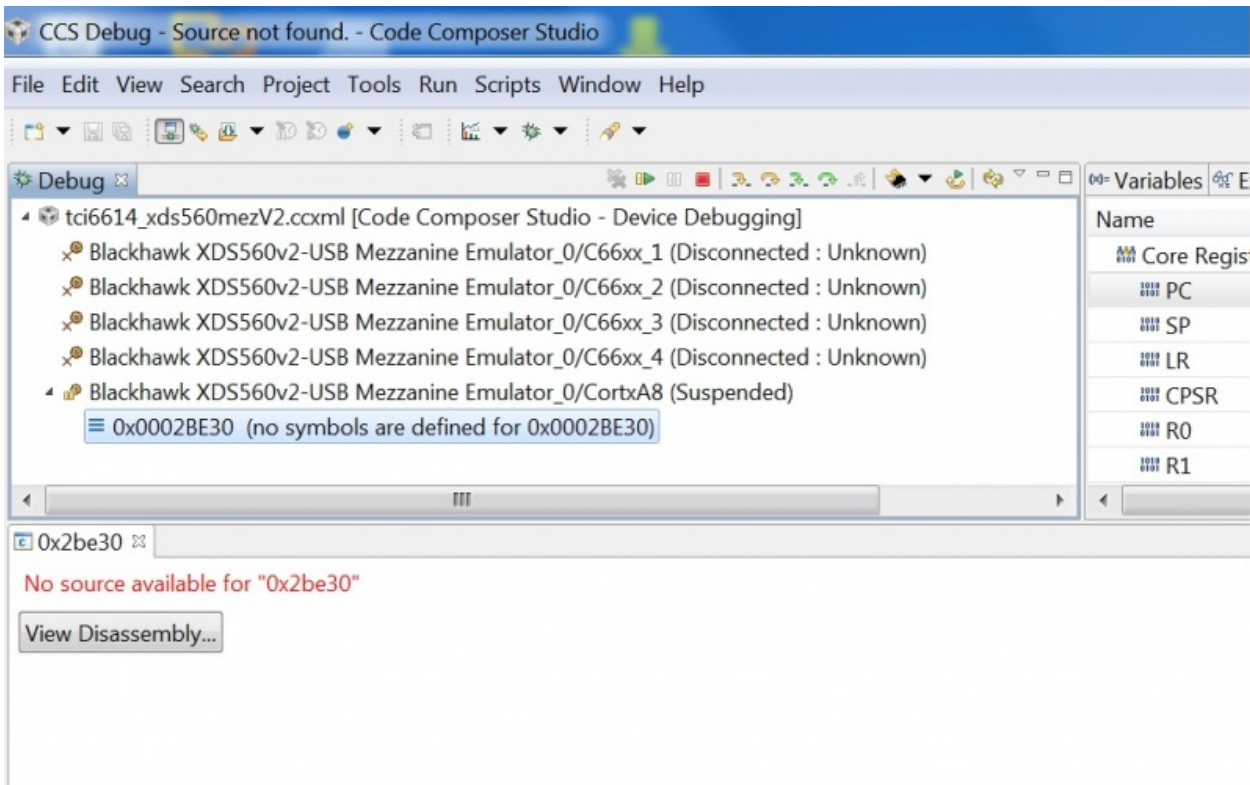 CCS Debug - Source not found. - Code Composer Studio
File Edit View Search Project Tools Run Scripts Window Help
Debug
tci6614_xds560mezV2.ccxml [Code Composer Studio - Device Debugging]
Blackhawk XDS560v2-USB Mezzanine Emulator_0/C66xx_1 (Disconnected : Unknown)
Blackhawk XDS560v2-USB Mezzanine Emulator_0/C66xx_2 (Disconnected : Unknown)
Blackhawk XDS560v2-USB Mezzanine Emulator_0/C66xx_3 (Disconnected : Unknown)
Blackhawk XDS560v2-USB Mezzanine Emulator_0/C66xx_4 (Disconnected : Unknown)
Blackhawk XDS560v2-USB Mezzanine Emulator_0/CortxA8 (Suspended)
0x0002BE30 (no symbols are defined for 0x0002BE30)
Variables
Name
Core Regis
PC
SP
LR
CPSR
R0
R1
0x2be30
No source available for "0x2be30"
View Disassembly...